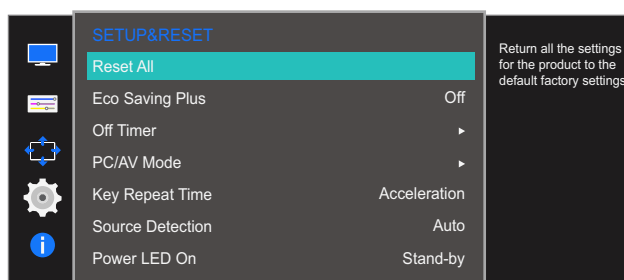 SETUP&RESET
Reset All
Eco Saving Plus Off
Off Timer
PC/AV Mode
Key Repeat Time Acceleration
Source Detection Auto
Power LED On Stand-by
Return all the settings
for the product to the
default factory settings